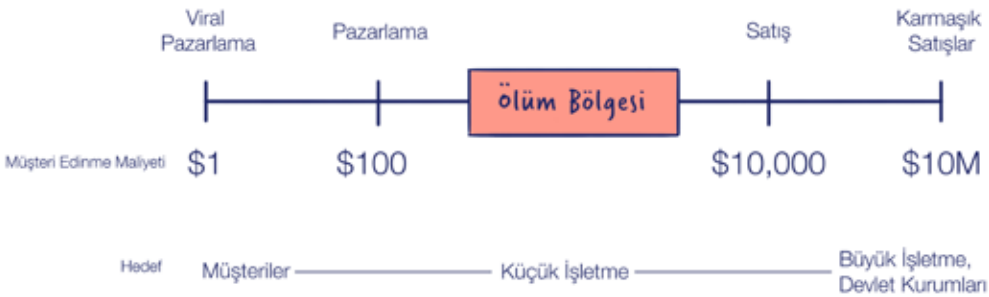 Viral
Pazarlama
Pazarlama
Satış
Karmaşık
Satışlar
Ölüm Bölgesi
Müşteri Edinme Maliyeti $1 $100 $10,000 $10M
Hedef Müşteriler Küçük İşletme Büyük İşletme,
Devlet Kurumları